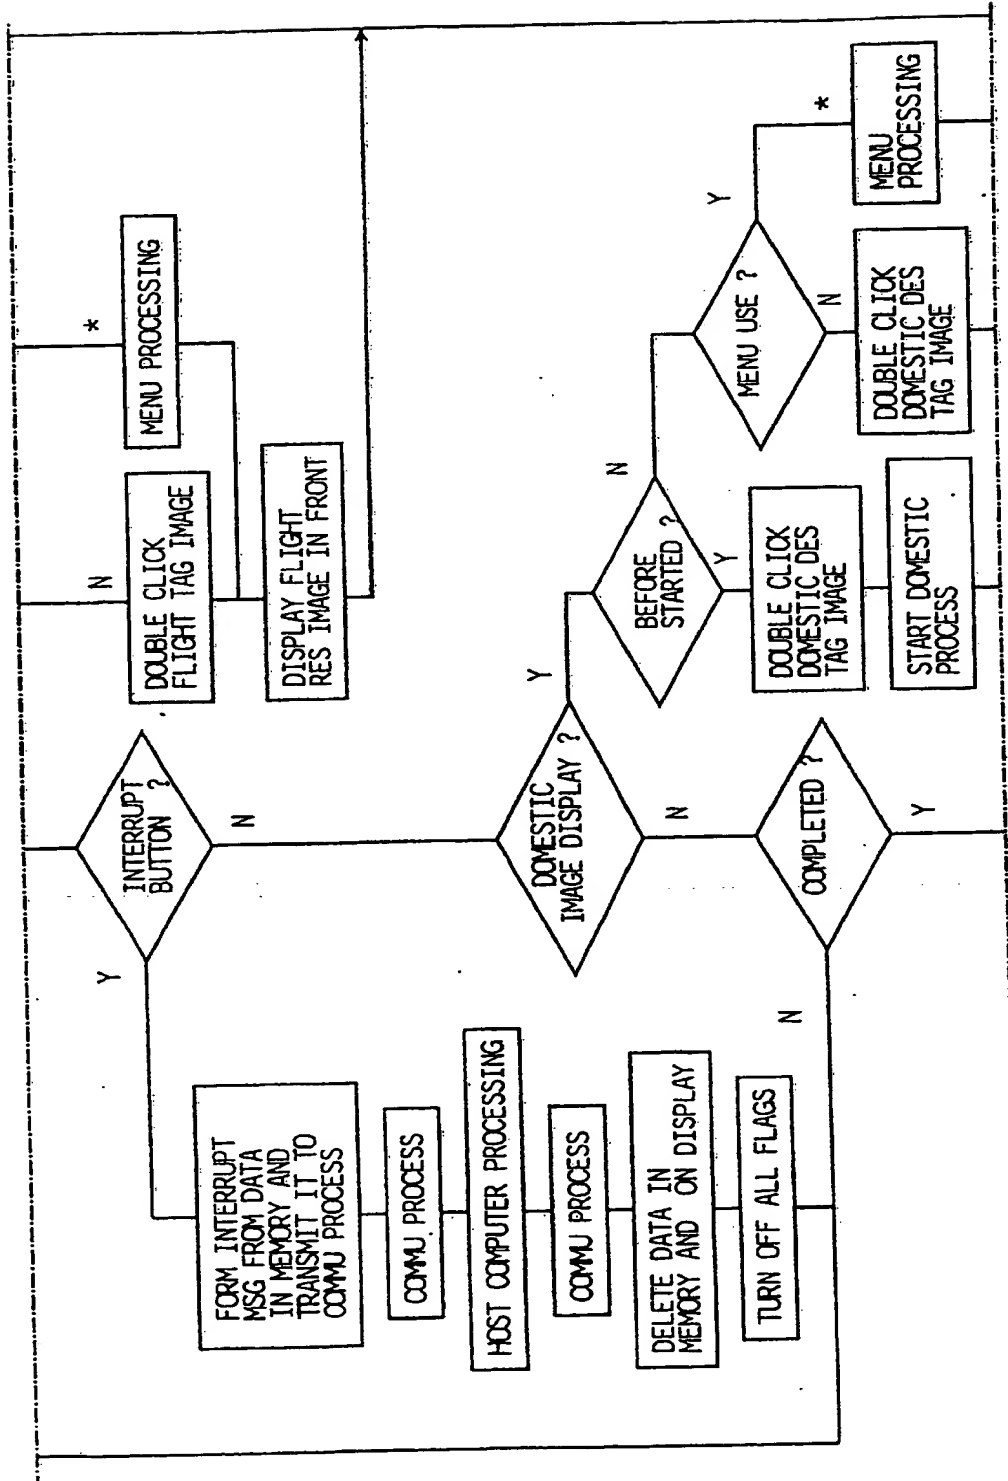 Y
INTERRUPT
BUTTON ?
N
N
DOUBLE CLICK
FLIGHT TAG IMAGE
*
MENU PROCESSING
DISPLAY FLIGHT
RES IMAGE IN FRONT
FORM INTERRUPT
MSG FROM DATA
IN MEMORY AND
TRANSMIT IT TO
COMMU PROCESS
COMMU PROCESS
HOST COMPUTER PROCESSING
COMMU PROCESS
DELETE DATA IN
MEMORY AND ON DISPLAY
TURN OFF ALL FLAGS
DOMESTIC
IMAGE DISPLAY ?
Y
N
BEFORE
STARTED ?
N
Y
MENU USE ?
Y
N
*
MENU
PROCESSING
DOUBLE CLICK
DOMESTIC DES
TAG IMAGE
DOUBLE CLICK
DOMESTIC DES
TAG IMAGE
START DOMESTIC
PROCESS
COMPLETED ?
N
Y